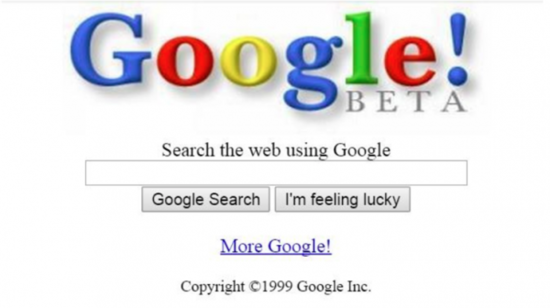 Google!
BETA
Search the web using Google
Google Search I'm feeling lucky
More Google!
Copyright ©1999 Google Inc.